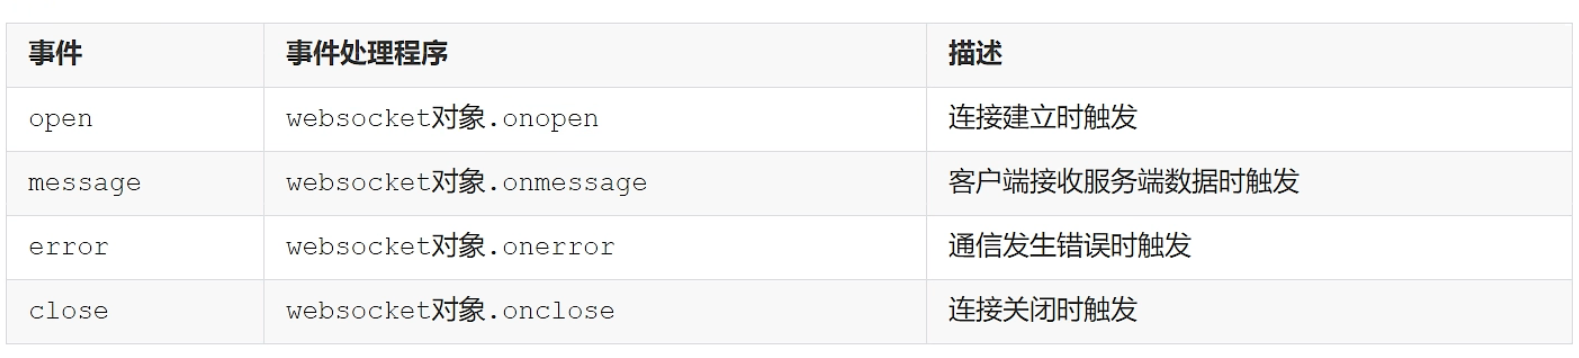 事件 事件处理程序 描述
open websocket对象.onopen 连接建立时触发
message websocket对象.onmessage 客户端接收服务端数据时触发
error websocket对象.onerror 通信发生错误时触发
close websocket对象.onclose 连接关闭时触发